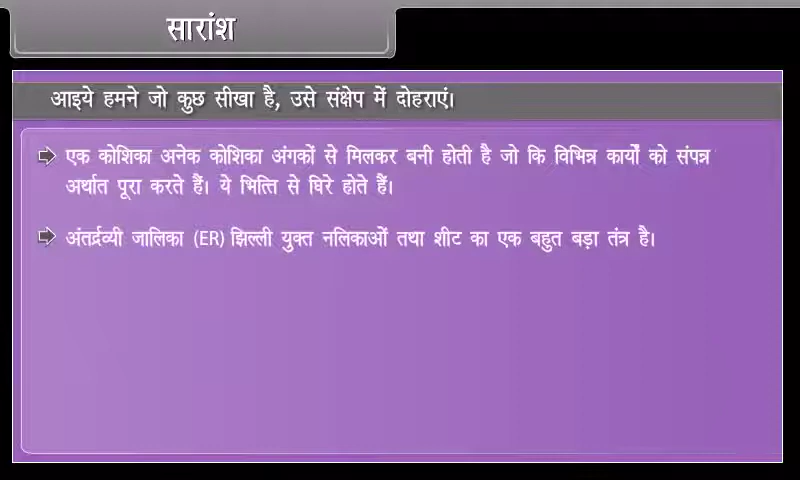 सारांश
आइये हमने जो कुछ सीखा है, उसे संक्षेप में दोहराएं।
एक कोशिका अनेक कोशिका अंगकों से मिलकर बनी होती है जो कि विभिन्न कार्यों को संपन्न
अर्थात पूरा करते हैं। ये भित्ति से घिरे होते हैं।
अंतर्द्रव्यी जालिका (ER) झिल्ली युक्त नलिकाओं तथा शीट का एक बहुत बड़ा तंत्र है।